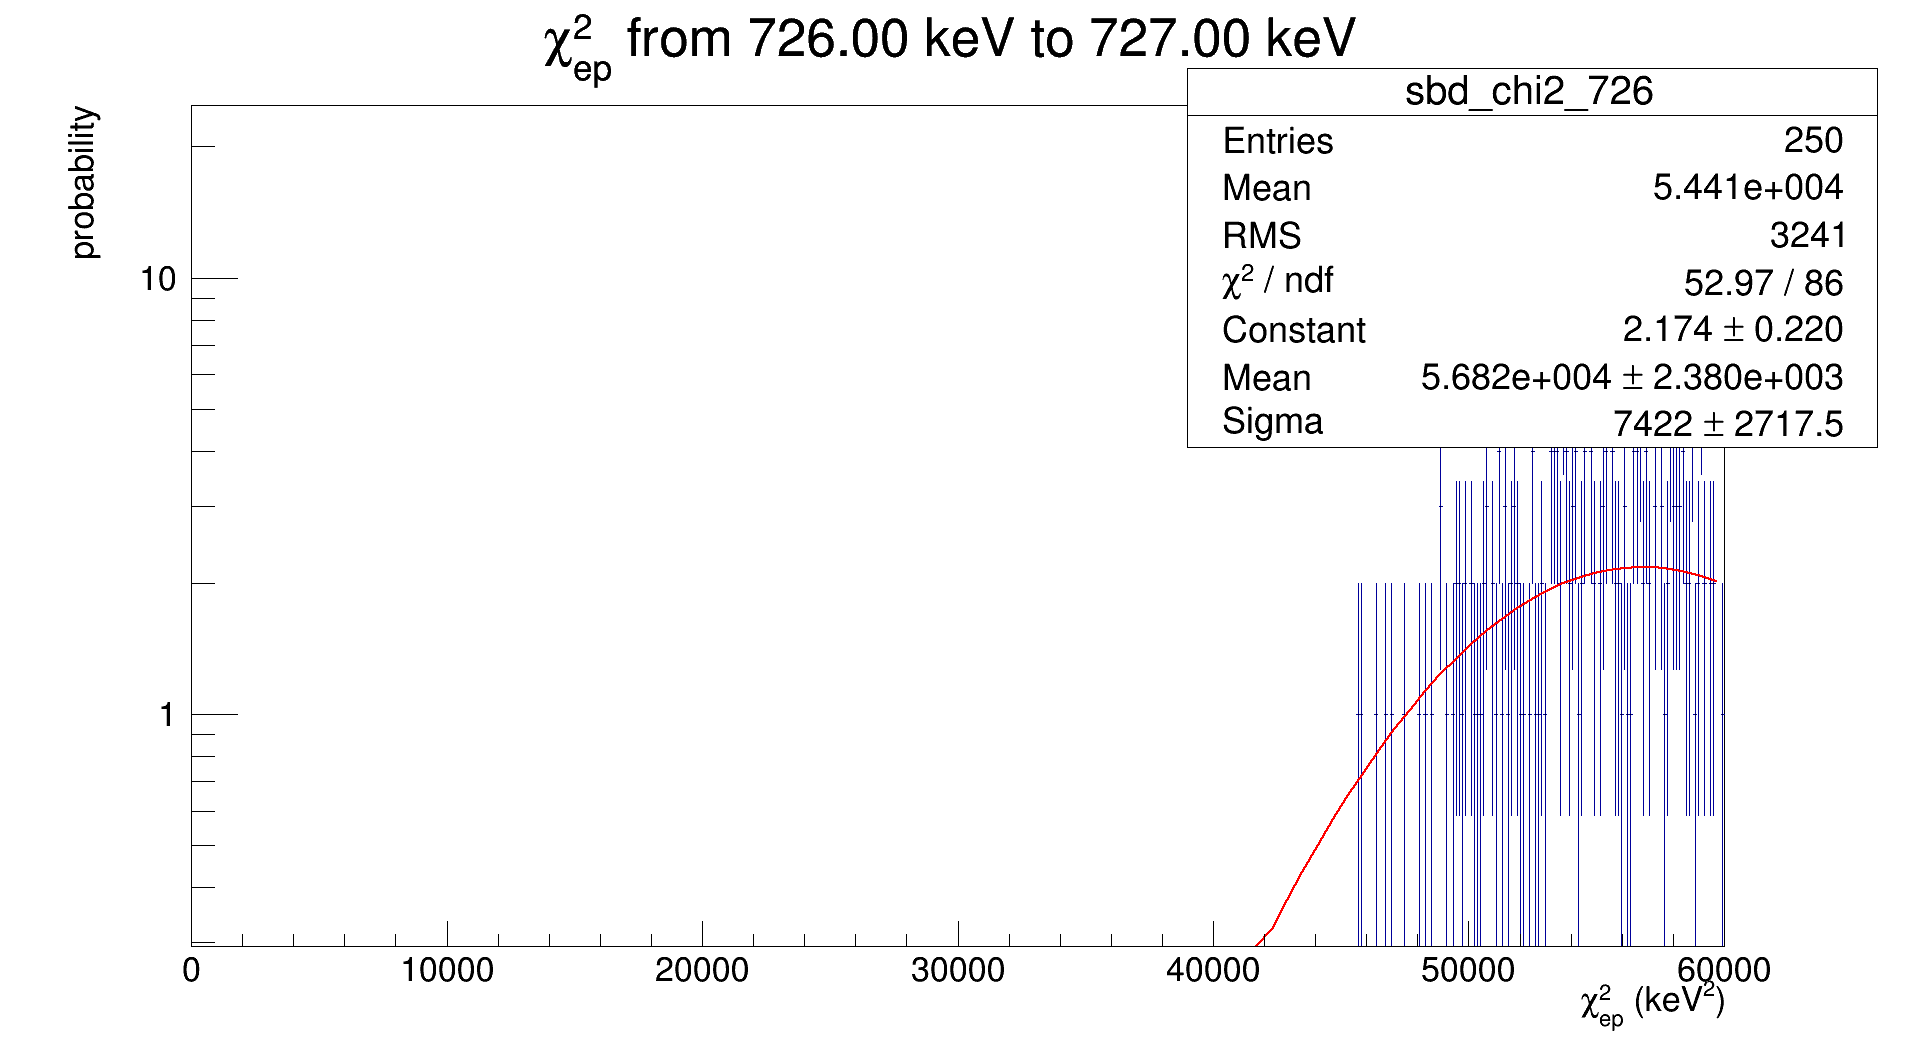 χ²ep from 726.00 keV to 727.00 keV
sbd_chi2_726
Entries 250
Mean 5.441e+004
RMS 3241
χ² / ndf 52.97 / 86
Constant 2.174 ± 0.220
Mean 5.682e+004 ± 2.380e+003
Sigma 7422 ± 2717.5
probability
10
1
0 10000 20000 30000 40000 50000 60000
χ²ep (keV²)